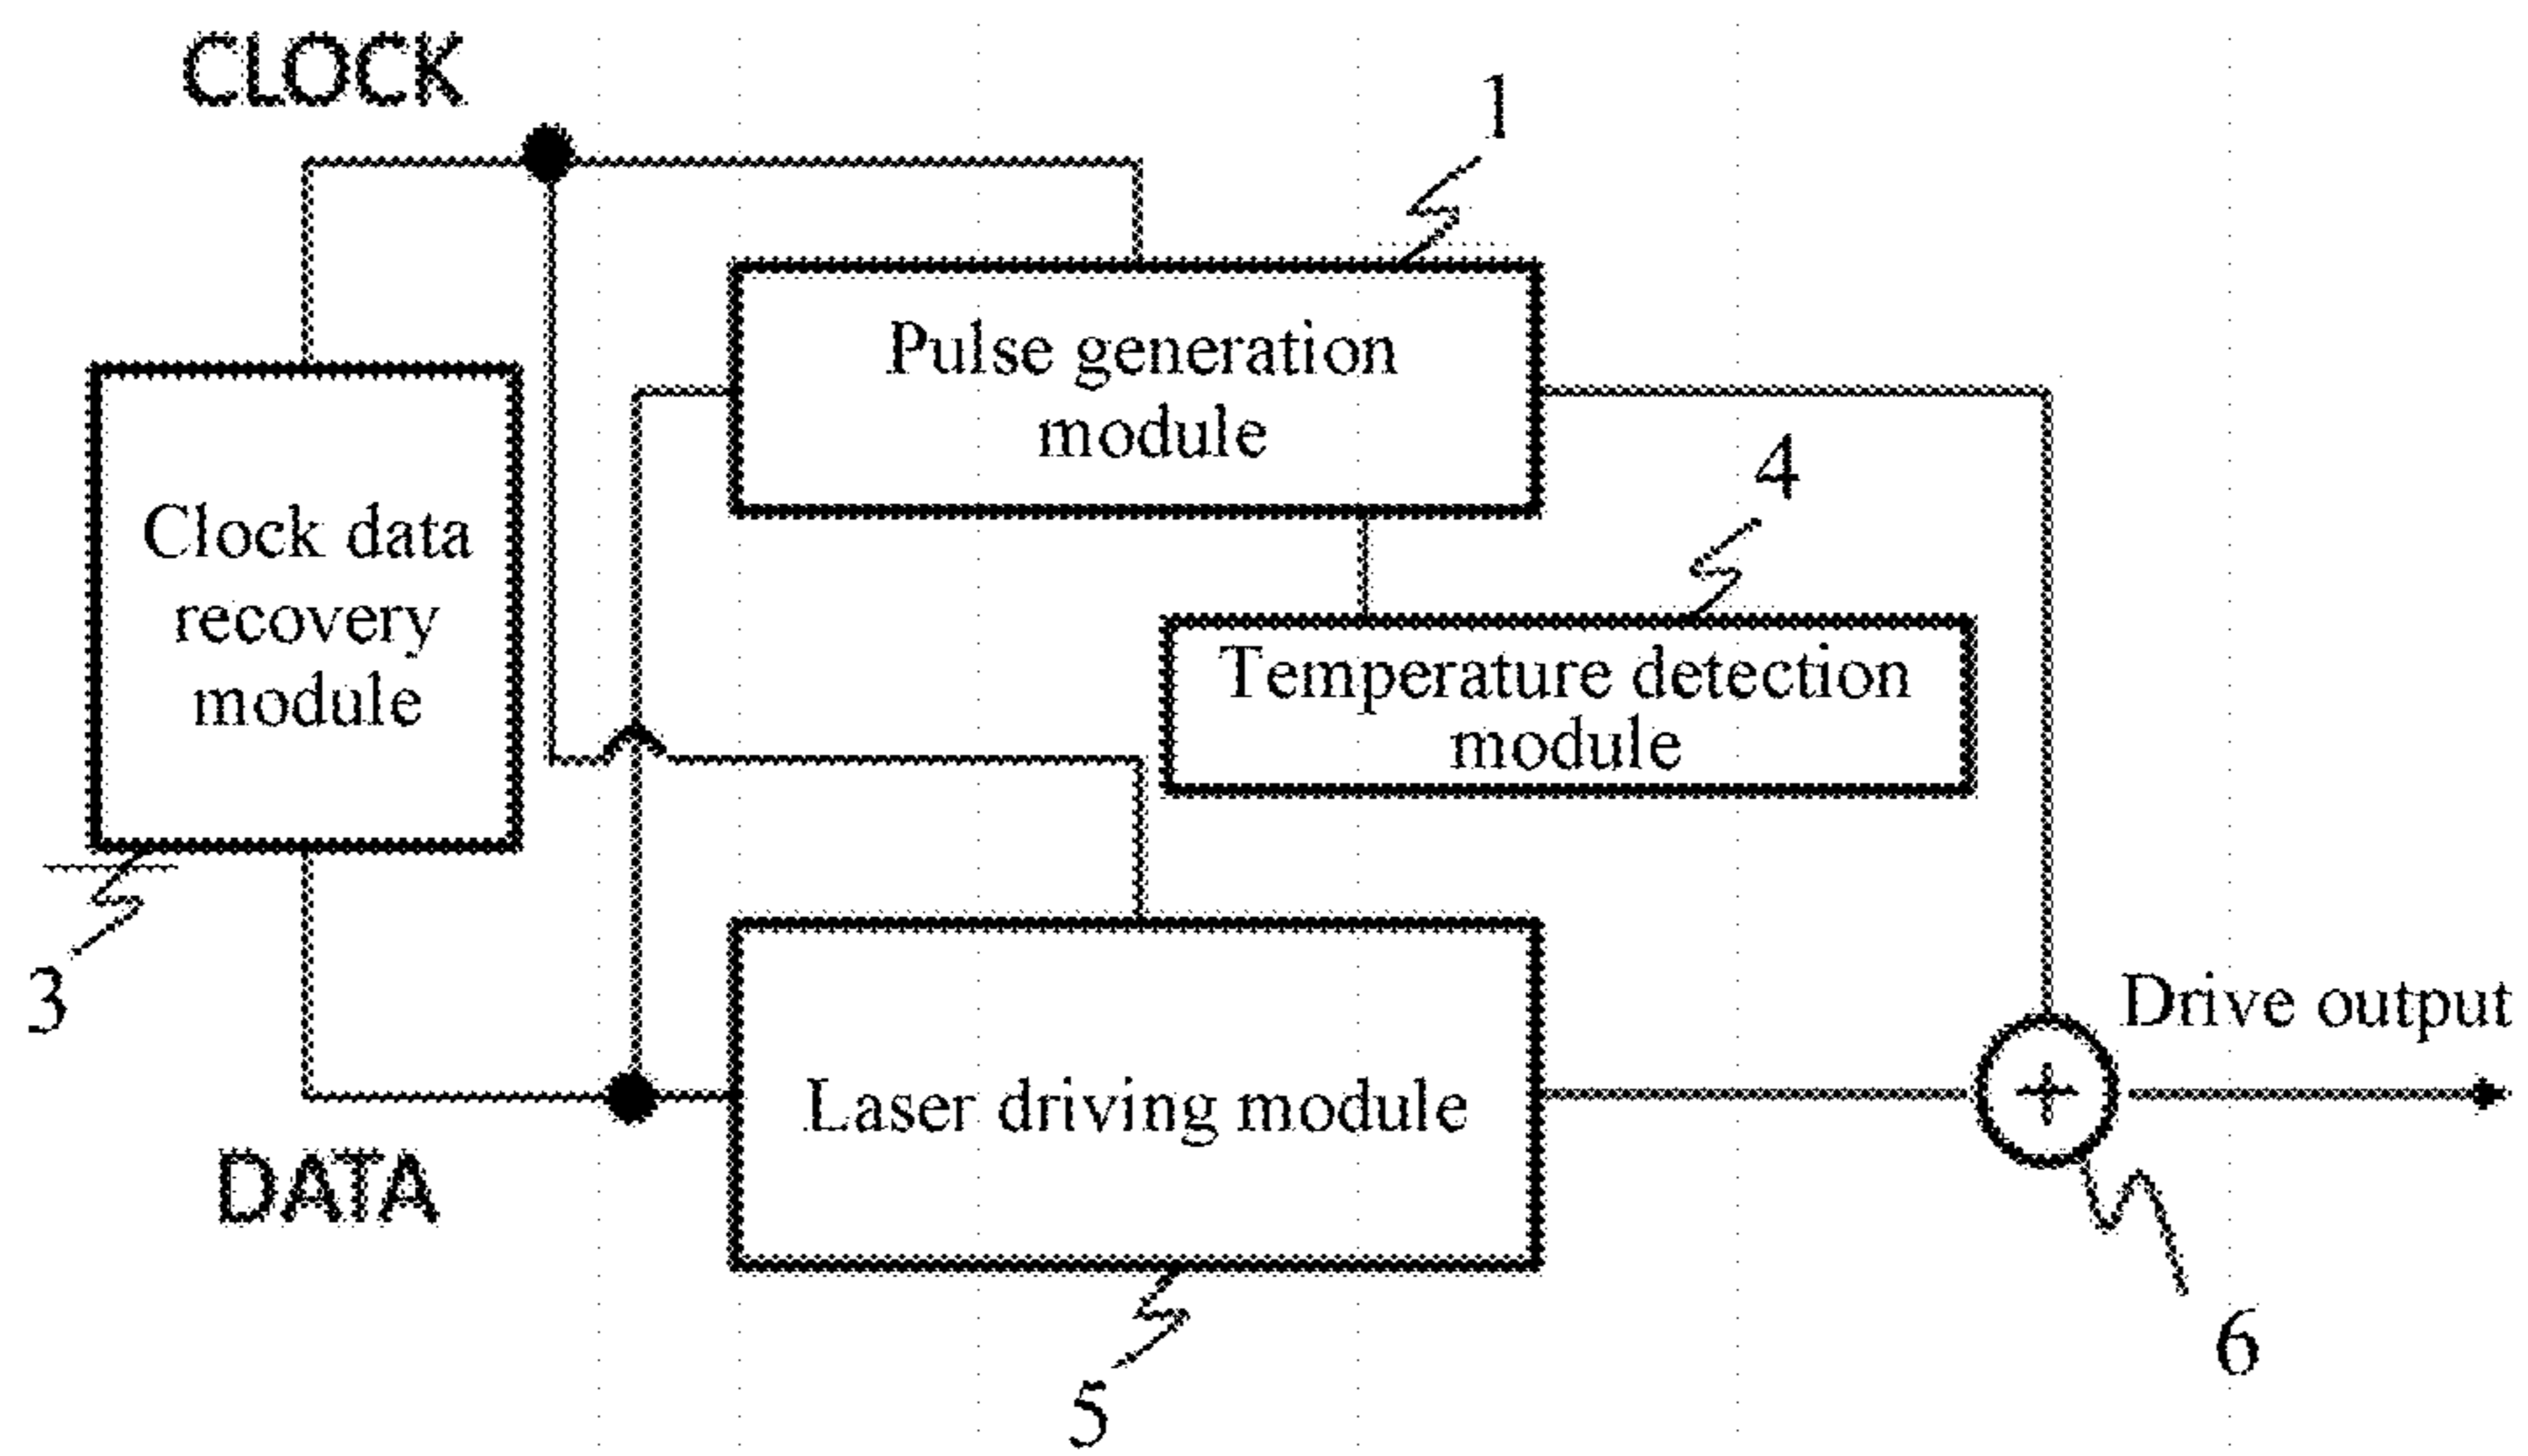 CLOCK
1
Pulse generation
module
4
Clock data
recovery
module
Temperature detection
module
3
Drive output
Laser driving module
DATA
6
5